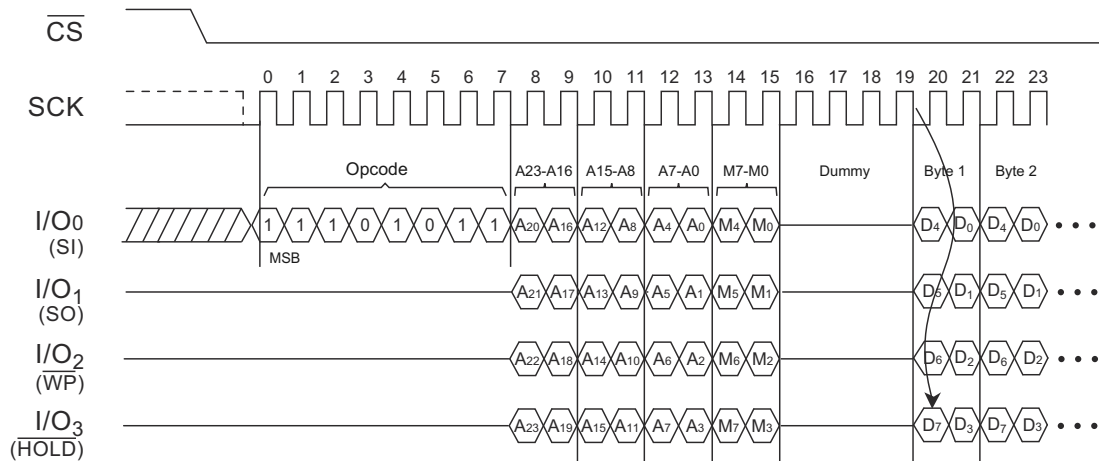 CS
0 1 2 3 4 5 6 7 8 9 10 11 12 13 14 15 16 17 18 19 20 21 22 23
SCK
Opcode A23-A16 A15-A8 A7-A0 M7-M0 Dummy Byte 1 Byte 2
I/O0 1 1 1 0 1 0 1 1 A20 A16 A12 A8 A4 A0 M4 M0 D4 D0 D4 D0
(SI)
MSB
I/O1 A21 A17 A13 A9 A5 A1 M5 M1 D5 D1 D5 D1
(SO)
I/O2 A22 A18 A14 A10 A6 A2 M6 M2 D6 D2 D6 D2
(WP)
I/O3 A23 A19 A15 A11 A7 A3 M7 M3 D7 D3 D7 D3
(HOLD)